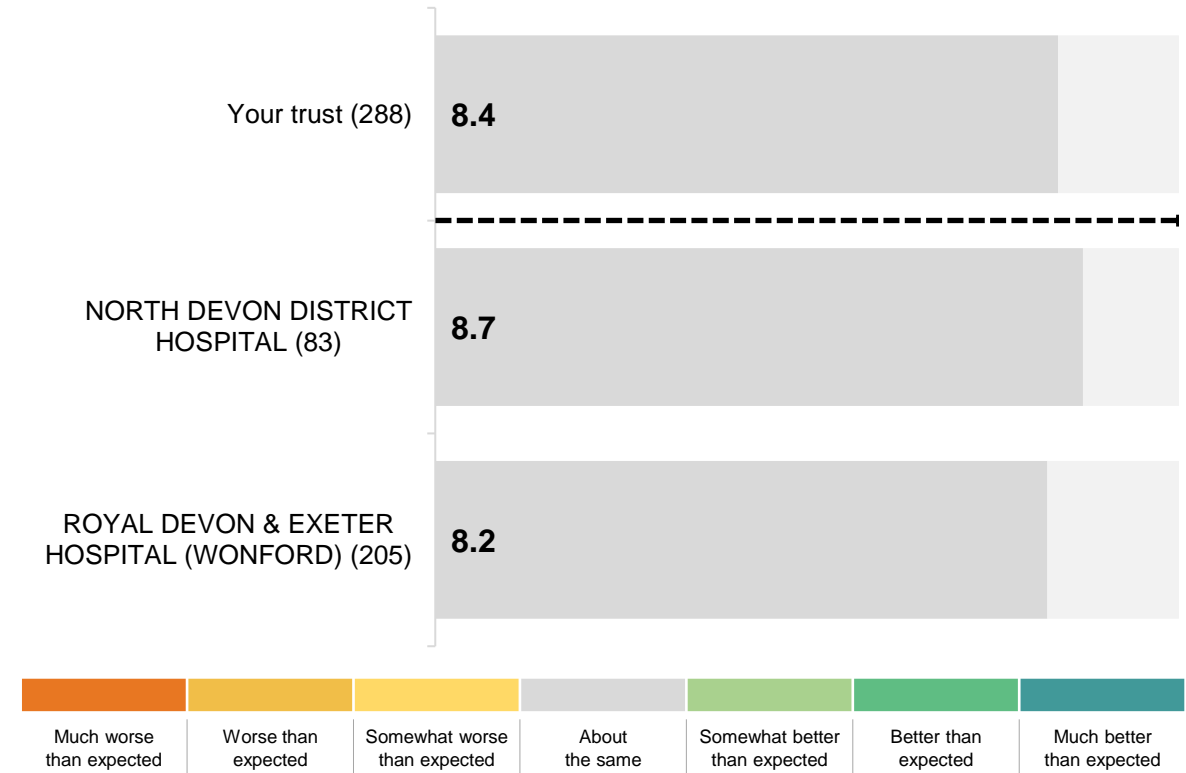 Your trust (288)
8.4
NORTH DEVON DISTRICT
HOSPITAL (83)
8.7
ROYAL DEVON & EXETER
HOSPITAL (WONFORD) (205)
8.2
Much worse
than expected
Worse than
expected
Somewhat worse
than expected
About
the same
Somewhat better
than expected
Better than
expected
Much better
than expected